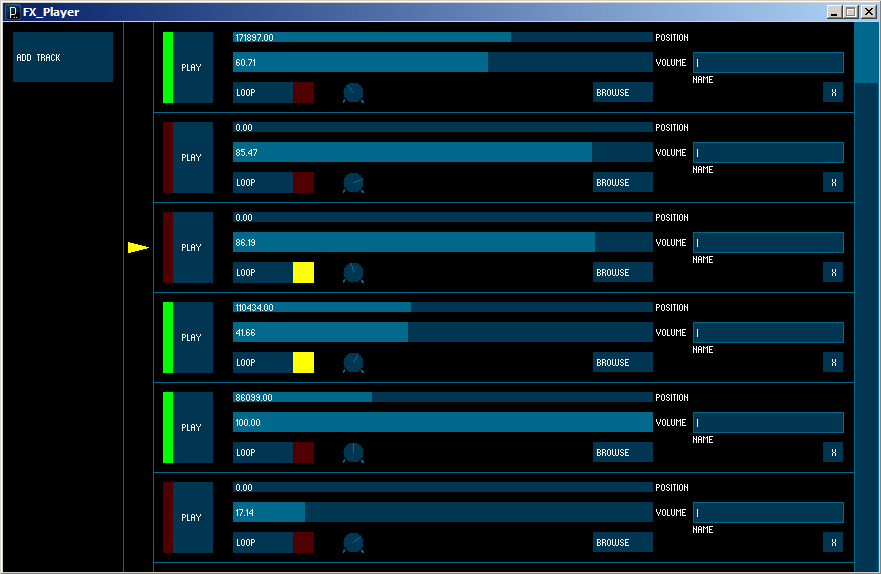 FX_Player
ADD TRACK
171897.00 POSITION
PLAY 60.71 VOLUME
NAME
LOOP BROWSE X
0.00 POSITION
PLAY 85.47 VOLUME
NAME
LOOP BROWSE X
0.00 POSITION
PLAY 86.19 VOLUME
NAME
LOOP BROWSE X
110434.00 POSITION
PLAY 41.66 VOLUME
NAME
LOOP BROWSE X
86099.00 POSITION
PLAY 100.00 VOLUME
NAME
LOOP BROWSE X
0.00 POSITION
PLAY 17.14 VOLUME
NAME
LOOP BROWSE X